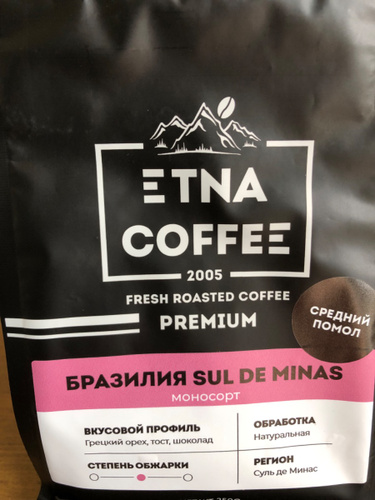 ETNA
COFFEE
2005
FRESH ROASTED COFFEE
PREMIUM
СРЕДНИЙ
ПОМОЛ
БРАЗИЛИЯ SUL DE MINAS
моносорт
ВКУСОВОЙ ПРОФИЛЬ
Грецкий орех, тост, шоколад
ОБРАБОТКА
Натуральная
СТЕПЕНЬ ОБЖАРКИ
РЕГИОН
Суль де Минас